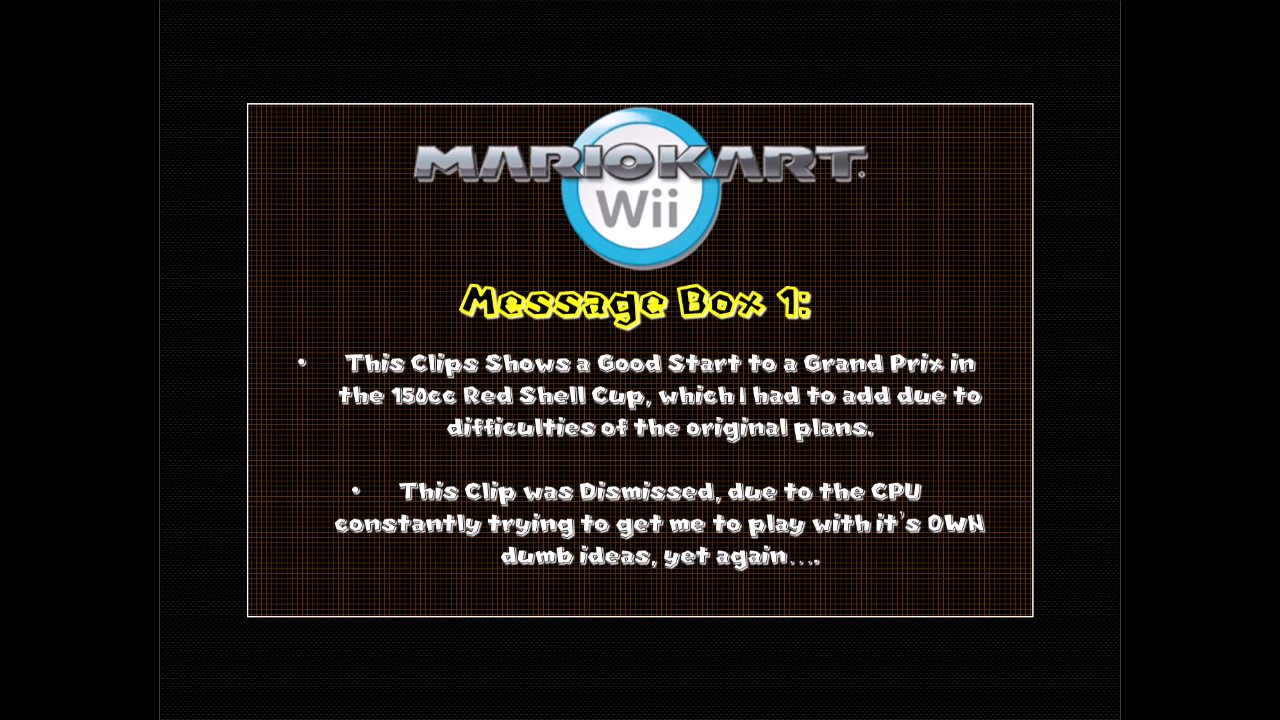 MARIOKART
Wii
Message Box 1:
• This Clips Shows a Good Start to a Grand Prix in
the 150cc Red Shell Cup, which I had to add due to
difficulties of the original plans.
• This Clip was Dismissed, due to the CPU
constantly trying to get me to play with it's OWN
dumb ideas, yet again….